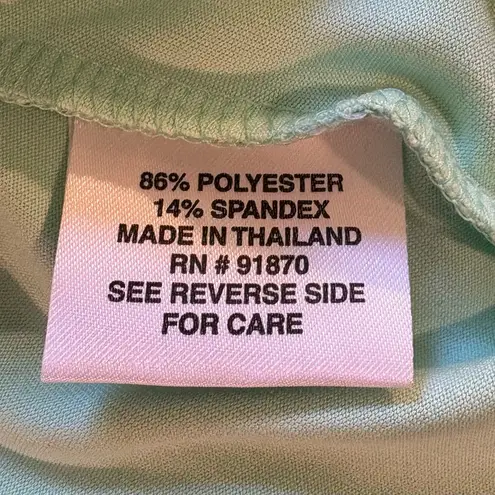 86% POLYESTER
14% SPANDEX
MADE IN THAILAND
RN # 91870
SEE REVERSE SIDE
FOR CARE